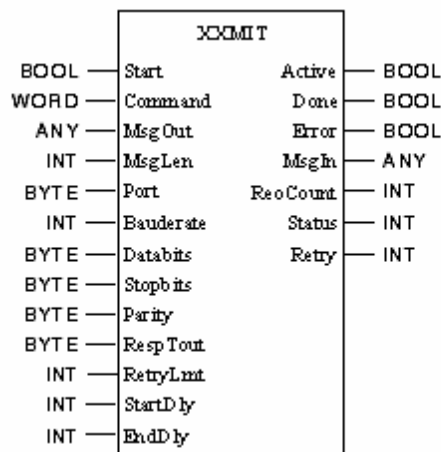 XXMIT
BOOL Start Active BOOL
WORD Command Done BOOL
ANY MsgOut Error BOOL
INT MsgLen MsgIn ANY
BYTE Port RecCount INT
INT Bauderate Status INT
BYTE Databits Retry INT
BYTE Stopbits
BYTE Parity
BYTE RespTout
INT RetryLmt
INT StartDly
INT EndDly